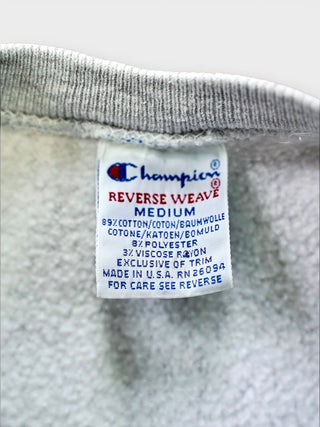 Champion®
REVERSE WEAVE®
MEDIUM
89% COTTON/COTON/BAUMWOLLE
COTONE/KATOEN/BOMULD
8% POLYESTER
3% VISCOSE RAYON
EXCLUSIVE OF TRIM
MADE IN U.S.A. RN 26094
FOR CARE SEE REVERSE